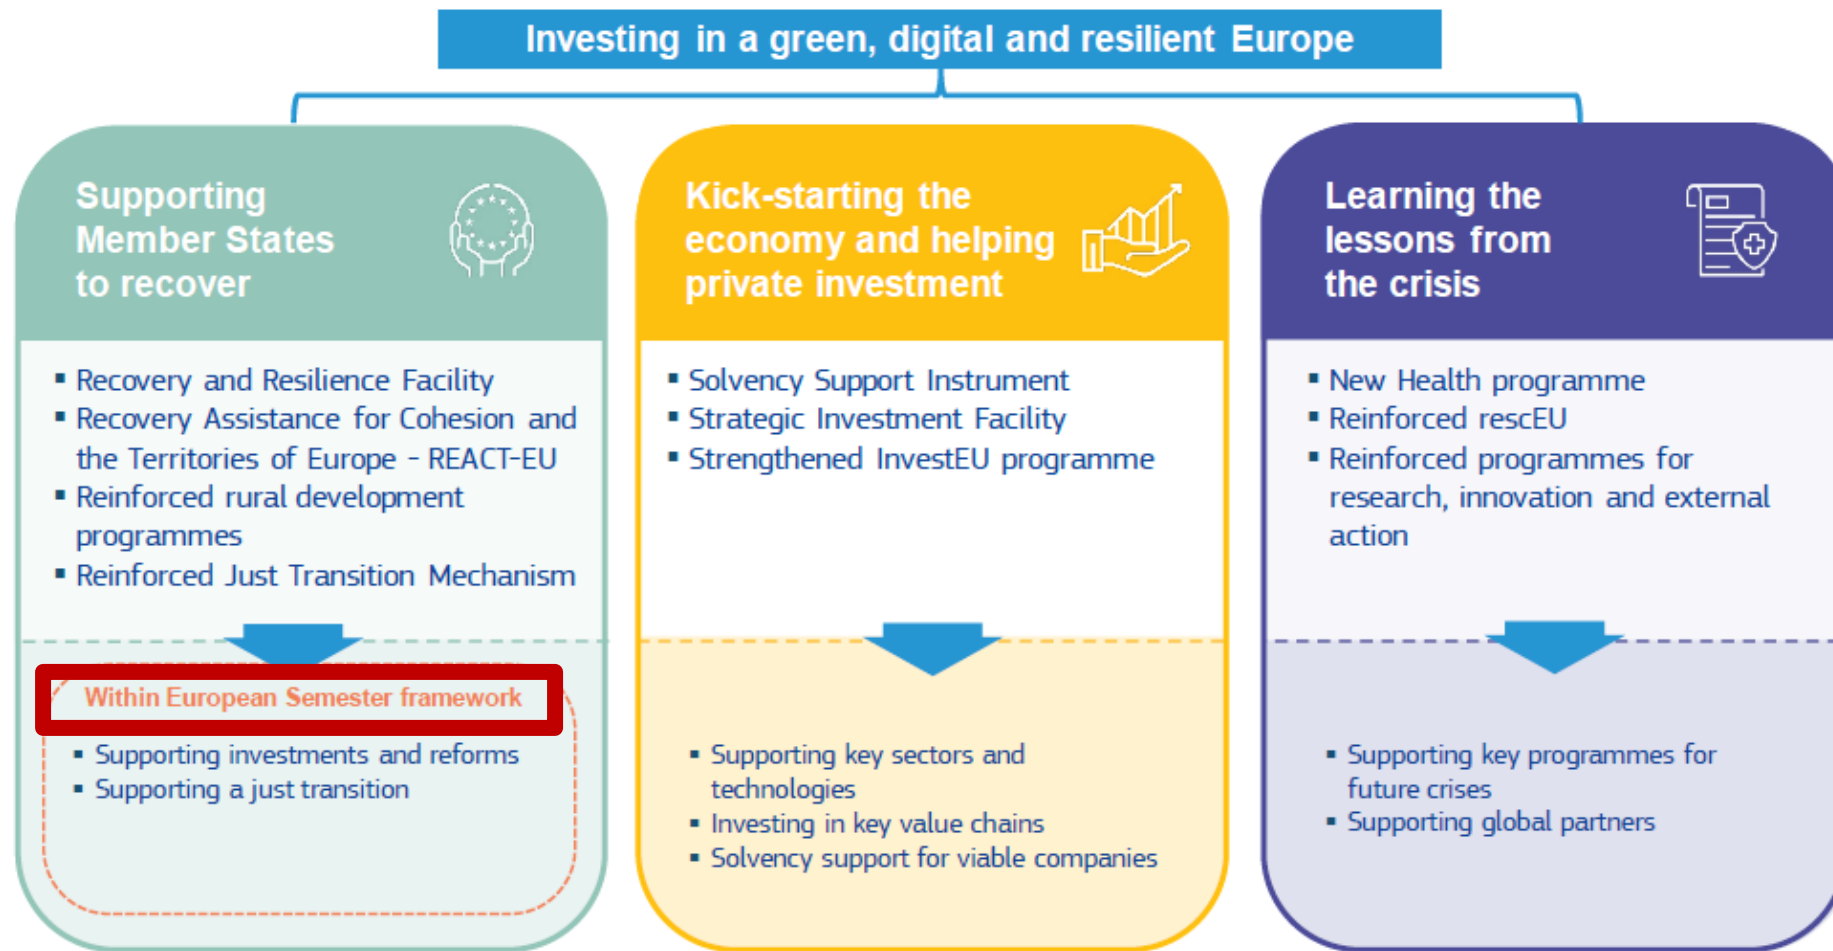 Investing in a green, digital and resilient Europe
Supporting
Member States
to recover
▪ Recovery and Resilience Facility
▪ Recovery Assistance for Cohesion and
the Territories of Europe - REACT-EU
▪ Reinforced rural development
programmes
▪ Reinforced Just Transition Mechanism
Within European Semester framework
▪ Supporting investments and reforms
▪ Supporting a just transition
Kick-starting the
economy and helping
private investment
▪ Solvency Support Instrument
▪ Strategic Investment Facility
▪ Strengthened InvestEU programme
▪ Supporting key sectors and
technologies
▪ Investing in key value chains
▪ Solvency support for viable companies
Learning the
lessons from
the crisis
▪ New Health programme
▪ Reinforced rescEU
▪ Reinforced programmes for
research, innovation and external
action
▪ Supporting key programmes for
future crises
▪ Supporting global partners